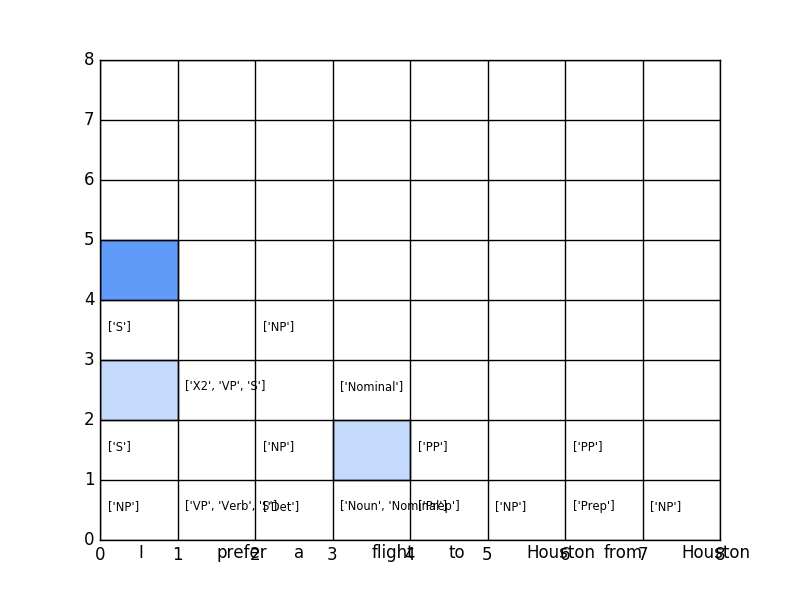 8
7
6
5
4
['S'] ['NP']
3
['X2', 'VP', 'S'] ['Nominal']
2
['S'] ['NP'] ['PP'] ['PP']
1
['NP'] ['VP', 'Verb', 'S'] ['Det'] ['Noun', 'Nominal'] ['Prep'] ['NP'] ['Prep'] ['NP']
0
0 1 2 3 4 5 6 7 8
I prefer a flight to Houston from Houston